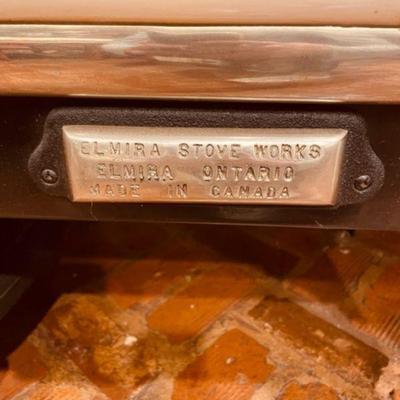 ELMIRA STOVE WORKS
ELMIRA ONTARIO
MADE IN CANADA